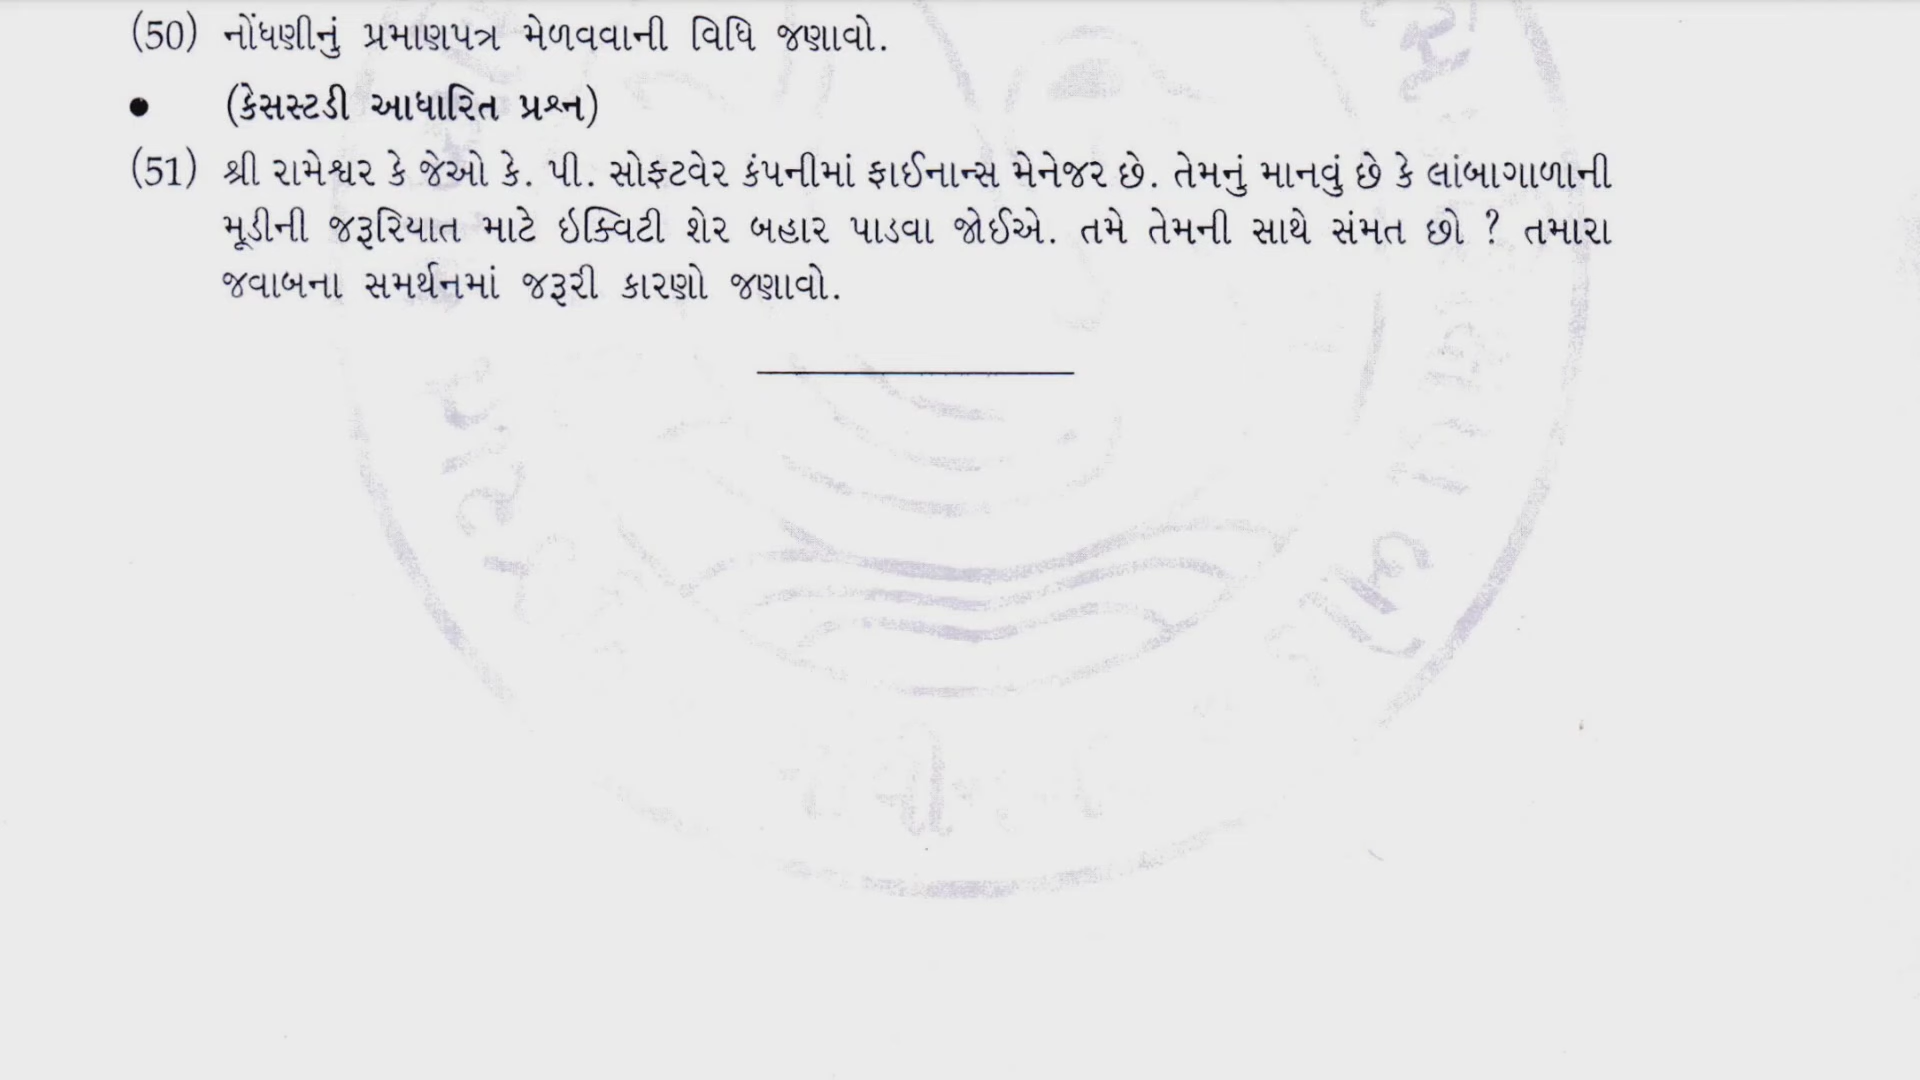 (50) નોંધણીનું પ્રમાણપત્ર મેળવવાની વિધિ જણાવો.
● (કેસસ્ટડી આધારિત પ્રશ્ન)
(51) શ્રી રામેશ્વર કે જેઓ કે. પી. સોફ્ટવેર કંપનીમાં ફાઈનાન્સ મેનેજર છે. તેમનું માનવું છે કે લાંબાગાળાની
મૂડીની જરૂરિયાત માટે ઇક્વિટી શેર બહાર પાડવા જોઈએ. તમે તેમની સાથે સંમત છો ? તમારા
જવાબના સમર્થનમાં જરૂરી કારણો જણાવો.